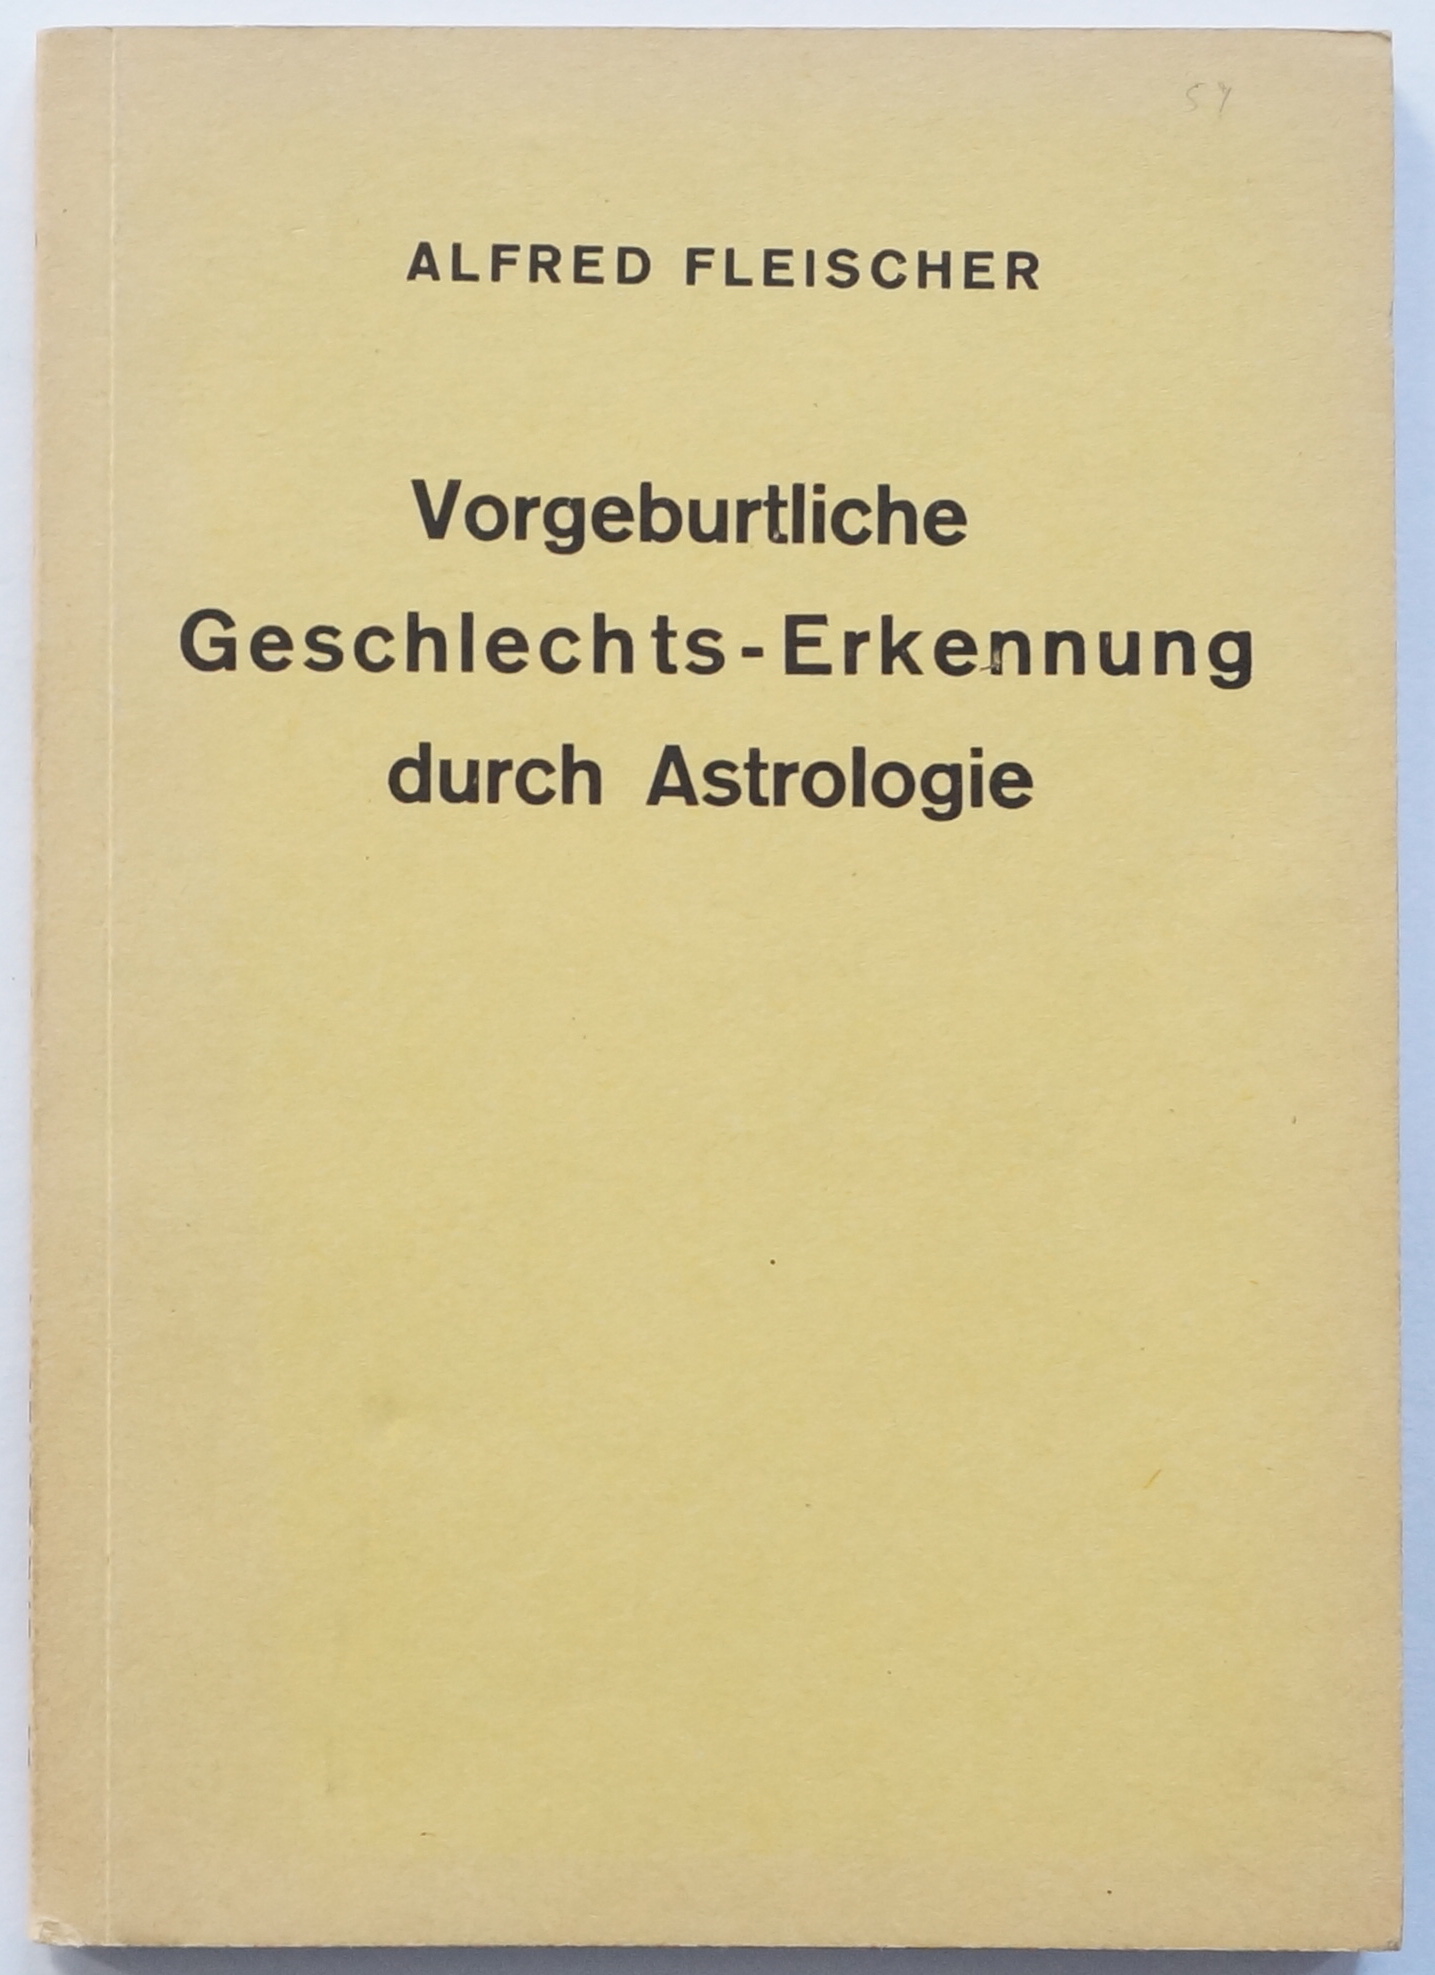 ALFRED FLEISCHER
Vorgeburtliche
Geschlechts-Erkennung
durch Astrologie